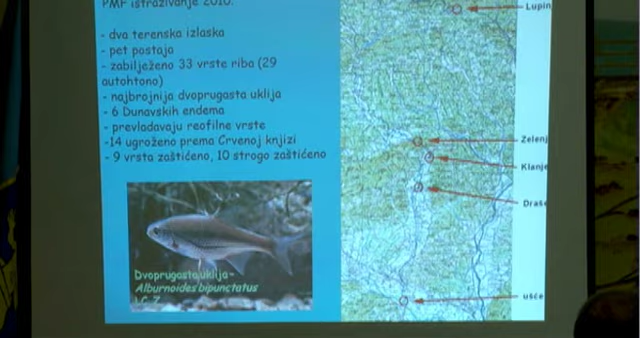 PMF istraživanje 2010.
- dva terenska izlaska
- pet postaja
- zabilježeno 33 vrste riba (29
autohtono)
- najbrojnija dvoprugasta uklija
- 6 Dunavskih endema
- prevladavaju reofilne vrste
-14 ugroženo prema Crvenoj knjizi
- 9 vrsta zaštićeno, 10 strogo zaštićeno
Dvoprugasta uklija-
Alburnoides bipunctatus
Lupin
Zelenj
Klanje
Draš
ušće